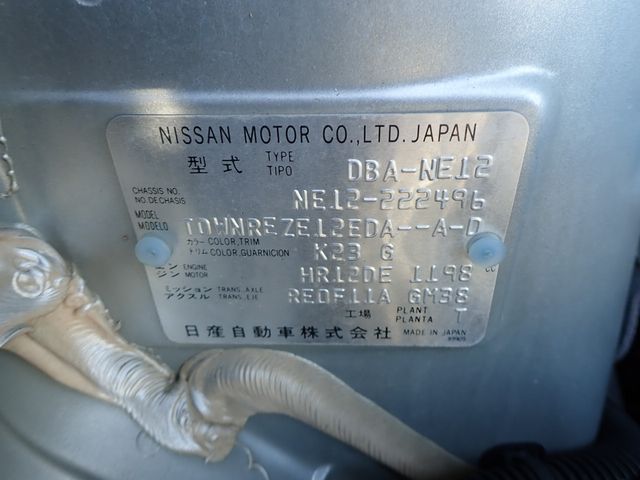 NISSAN MOTOR CO.,LTD. JAPAN
型式 TYPE TIPO DBA-NE12
CHASSIS NO. NO.DE CHASIS NE12-222496
MODEL MODELO TDWNREZE12EDA--A-D
カラー COLOR,TRIM トリム COLOR,GUARNICION K23 G
エンジン ENGINE MOTOR HR12DE 1198 cc
ミッション TRANS. AXLE アクスル TRANS. EJE RE0F11A GM38
工場 PLANT PLANTA T
日産自動車株式会社 MADE IN JAPAN